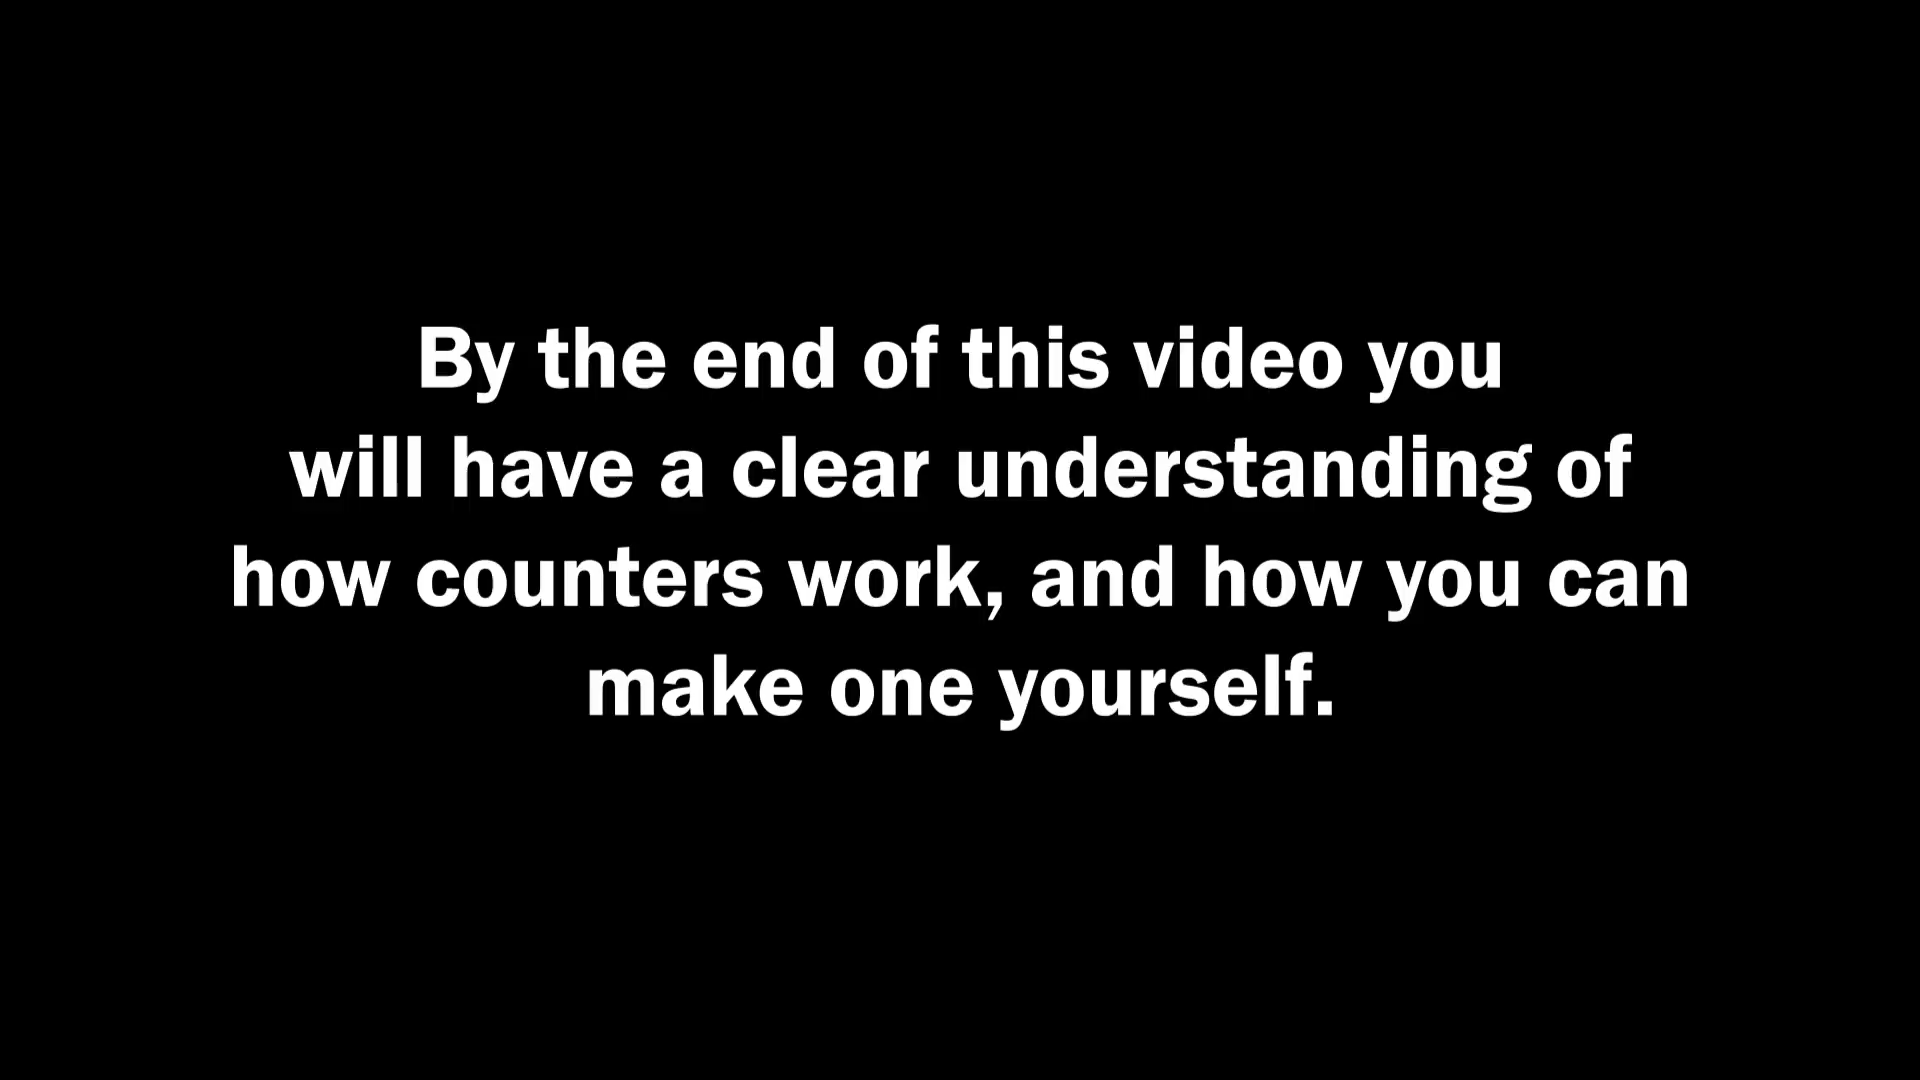 By the end of this video you
will have a clear understanding of
how counters work, and how you can
make one yourself.